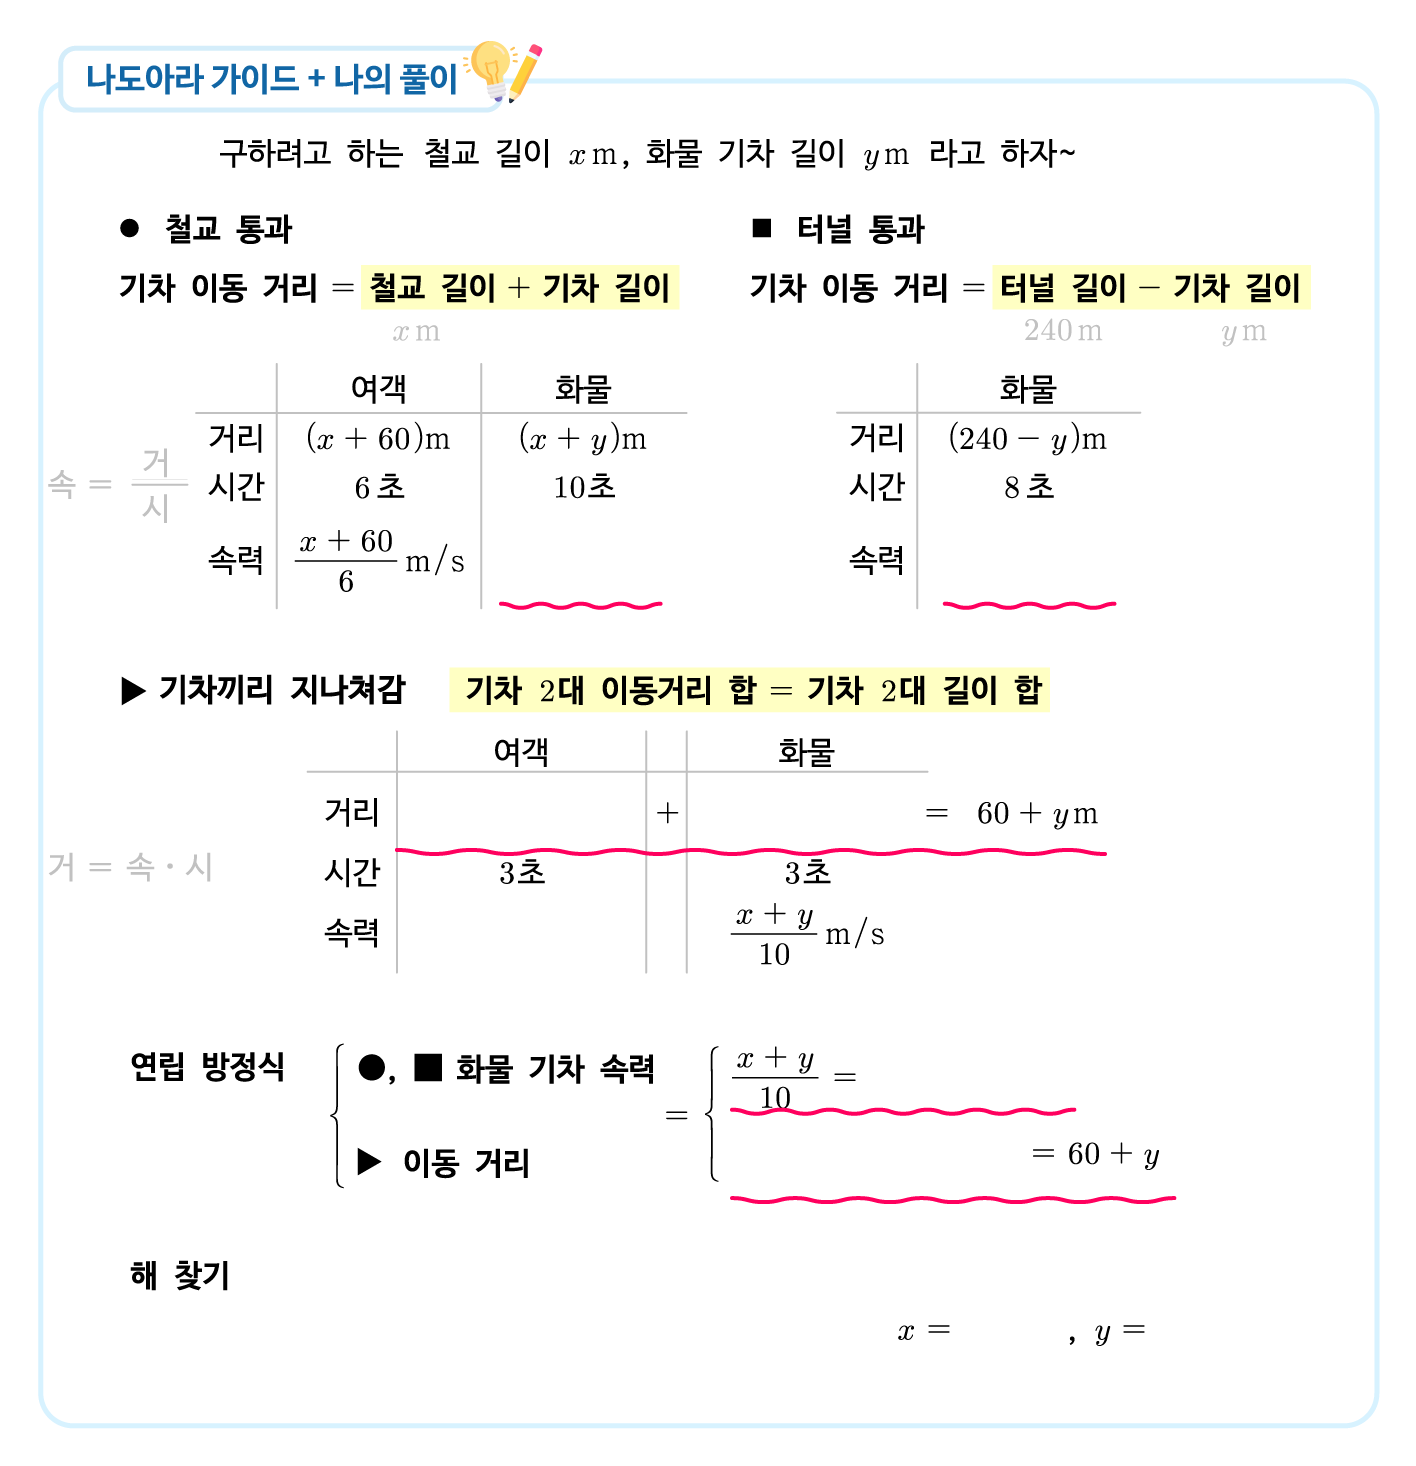 나도아라 가이드 + 나의 풀이
구하려고 하는 철교 길이 x m, 화물 기차 길이 y m 라고 하자~
● 철교 통과
기차 이동 거리 = 철교 길이 + 기차 길이
x m
여객 화물
거리 (x + 60)m (x + y)m
속 = 거/시
시간 6초 10초
속력 (x + 60)/6 m/s
■ 터널 통과
기차 이동 거리 = 터널 길이 − 기차 길이
240 m y m
화물
거리 (240 − y)m
시간 8초
속력
▶ 기차끼리 지나쳐감 기차 2대 이동거리 합 = 기차 2대 길이 합
여객 화물
거리 + = 60 + y m
거 = 속 · 시
시간 3초 3초
속력 (x + y)/10 m/s
연립 방정식 { ●, ■ 화물 기차 속력 = { (x + y)/10 =
▶ 이동 거리 = 60 + y
해 찾기
x = , y =